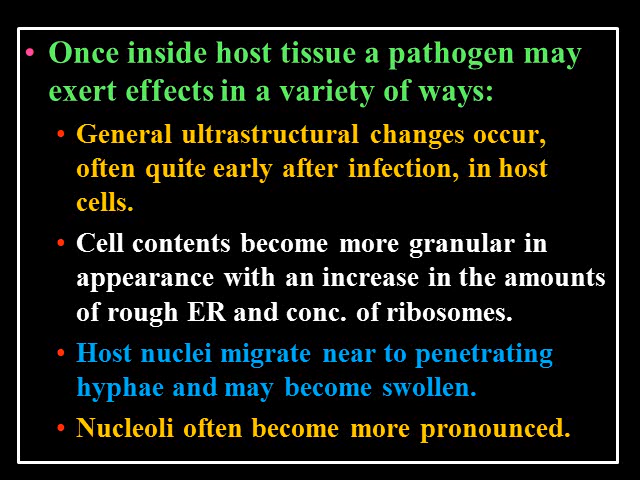 • Once inside host tissue a pathogen may
exert effects in a variety of ways:
• General ultrastructural changes occur,
often quite early after infection, in host
cells.
• Cell contents become more granular in
appearance with an increase in the amounts
of rough ER and conc. of ribosomes.
• Host nuclei migrate near to penetrating
hyphae and may become swollen.
• Nucleoli often become more pronounced.